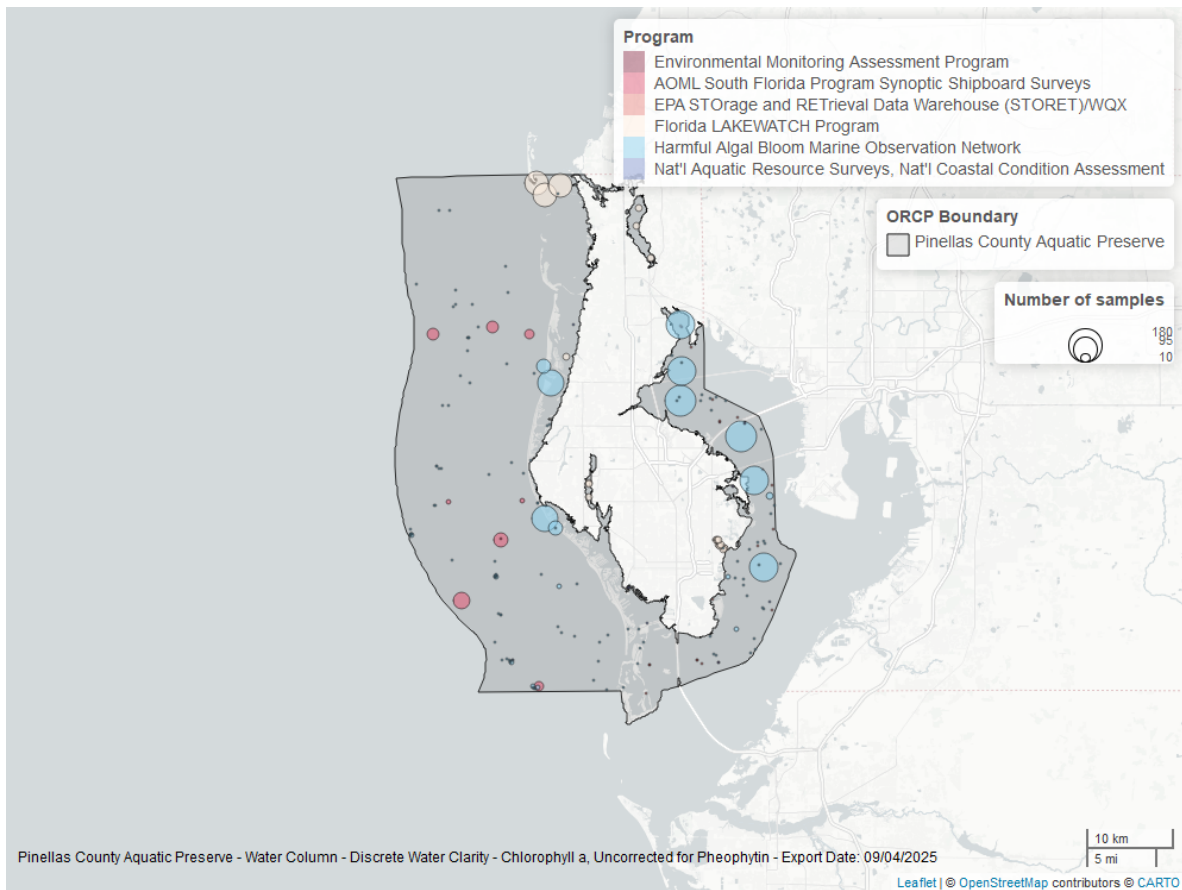 Program
Environmental Monitoring Assessment Program
AOML South Florida Program Synoptic Shipboard Surveys
EPA STOrage and RETrieval Data Warehouse (STORET)/WQX
Florida LAKEWATCH Program
Harmful Algal Bloom Marine Observation Network
Nat'l Aquatic Resource Surveys, Nat'l Coastal Condition Assessment
ORCP Boundary
Pinellas County Aquatic Preserve
Number of samples
180
95
10
10 km
5 mi
Pinellas County Aquatic Preserve - Water Column - Discrete Water Clarity - Chlorophyll a, Uncorrected for Pheophytin - Export Date: 09/04/2025
Leaflet | © OpenStreetMap contributors © CARTO